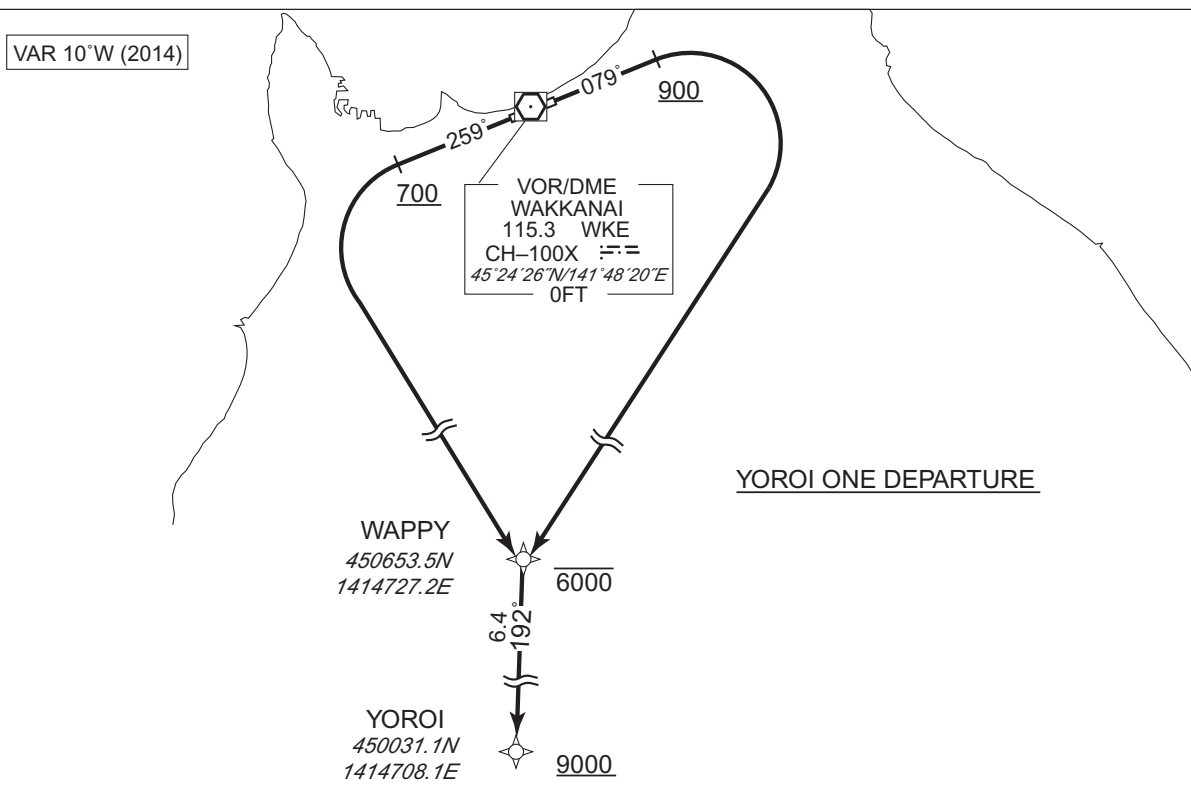 VAR 10°W (2014)
079°
900
259°
700
VOR/DME
WAKKANAI
115.3 WKE
CH–100X
45°24′26″N/141°48′20″E
0FT
YOROI ONE DEPARTURE
WAPPY
450653.5N
1414727.2E
6000
6.4
192°
YOROI
450031.1N
1414708.1E
9000